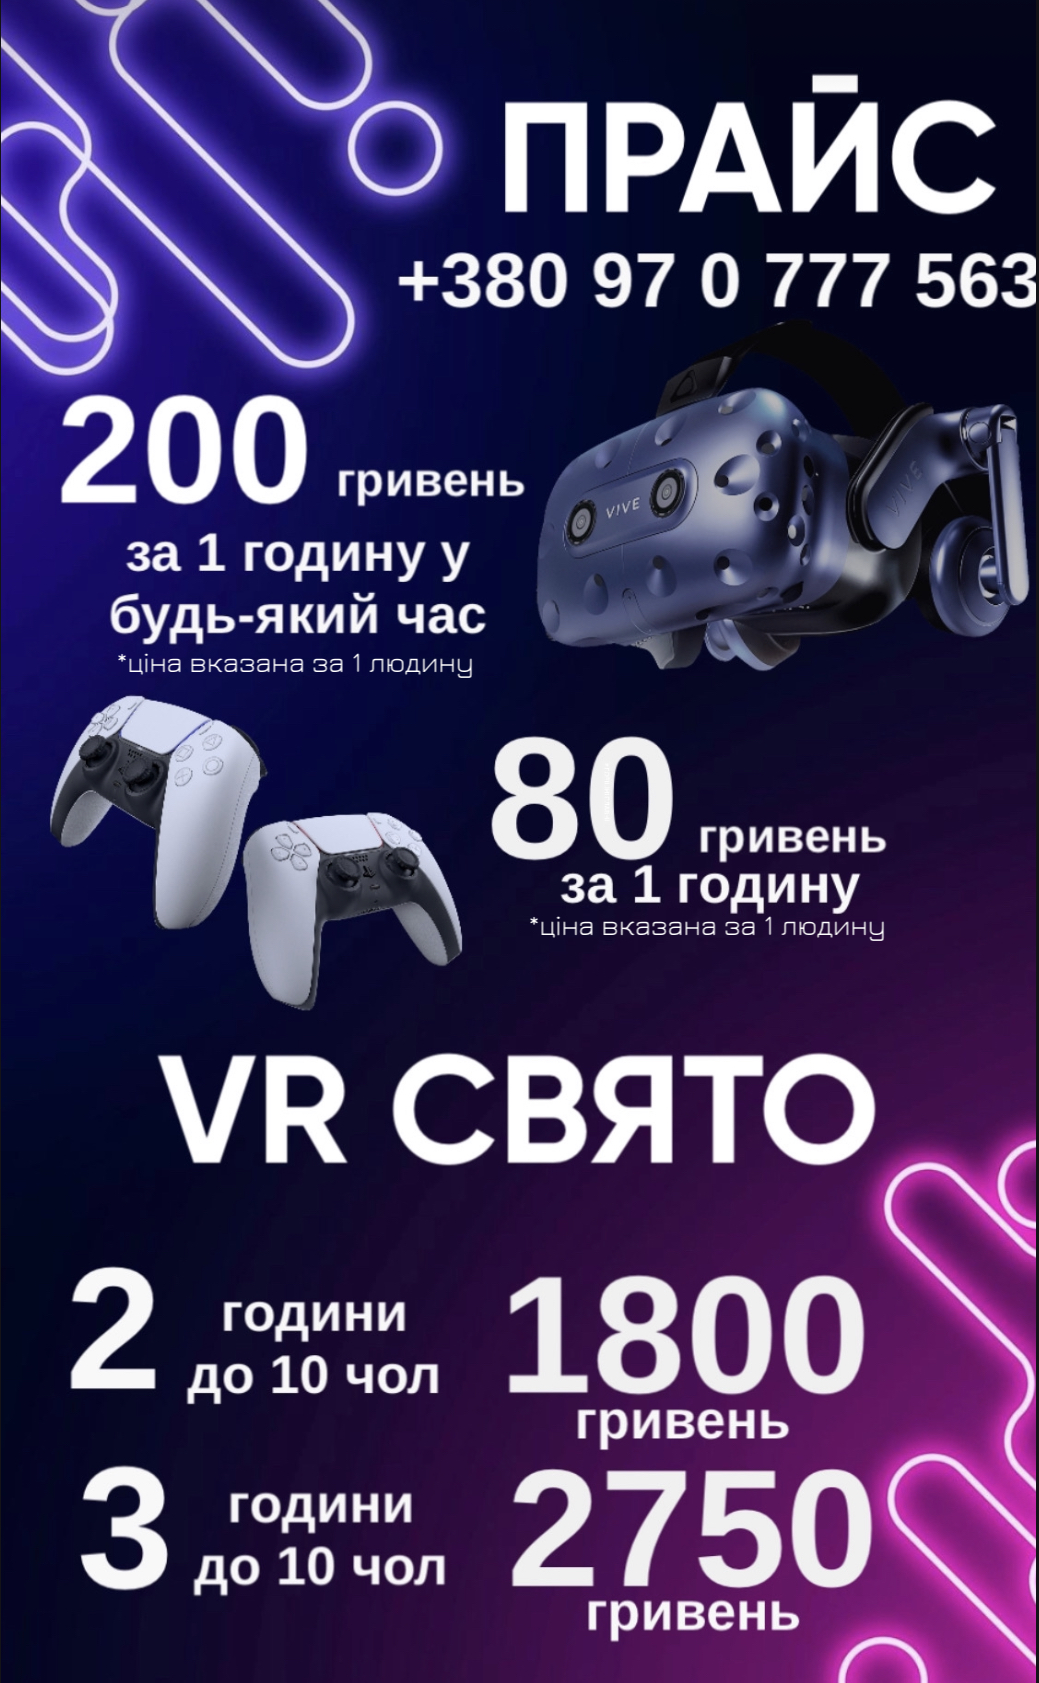 ПРАЙС
+380 97 0 777 563
200 гривень
за 1 годину у
будь-який час
*ціна вказана за 1 людину
VIVE
VIVE
80 гривень
за 1 годину
*ціна вказана за 1 людину
VR СВЯТО
2 години
до 10 чол
1800
гривень
3 години
до 10 чол
2750
гривень